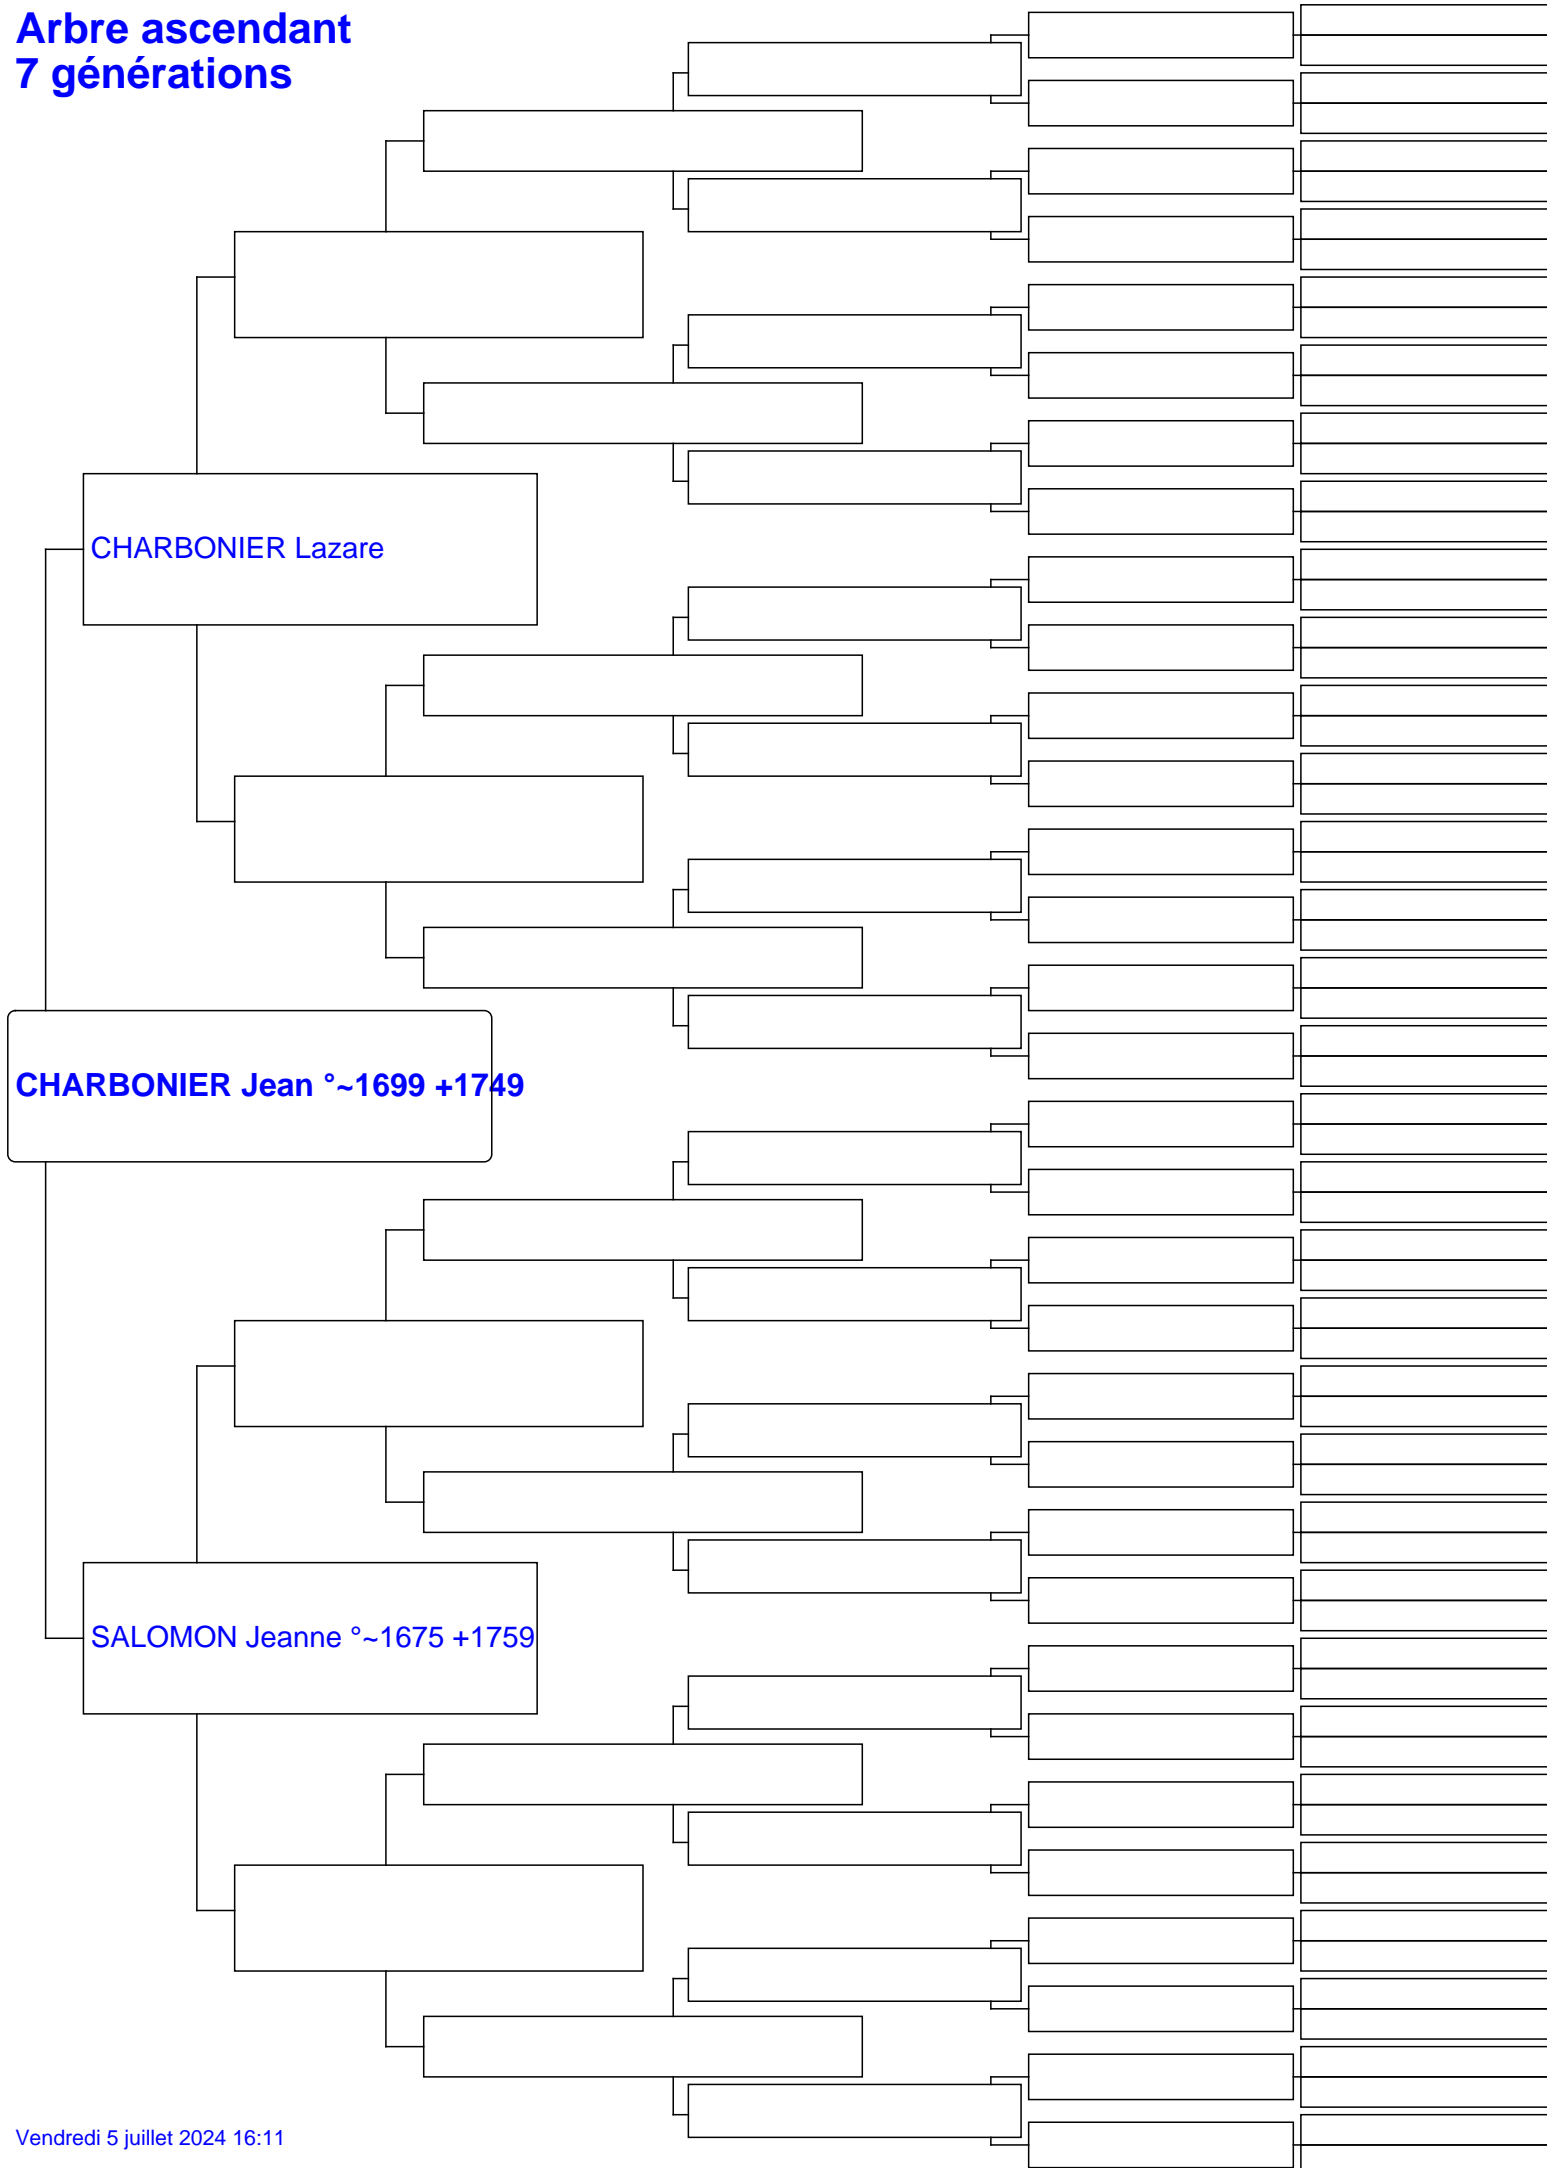 Arbre ascendant
7 générations
CHARBONIER Lazare
CHARBONIER Jean °~1699 +1749
SALOMON Jeanne °~1675 +1759
Vendredi 5 juillet 2024 16:11